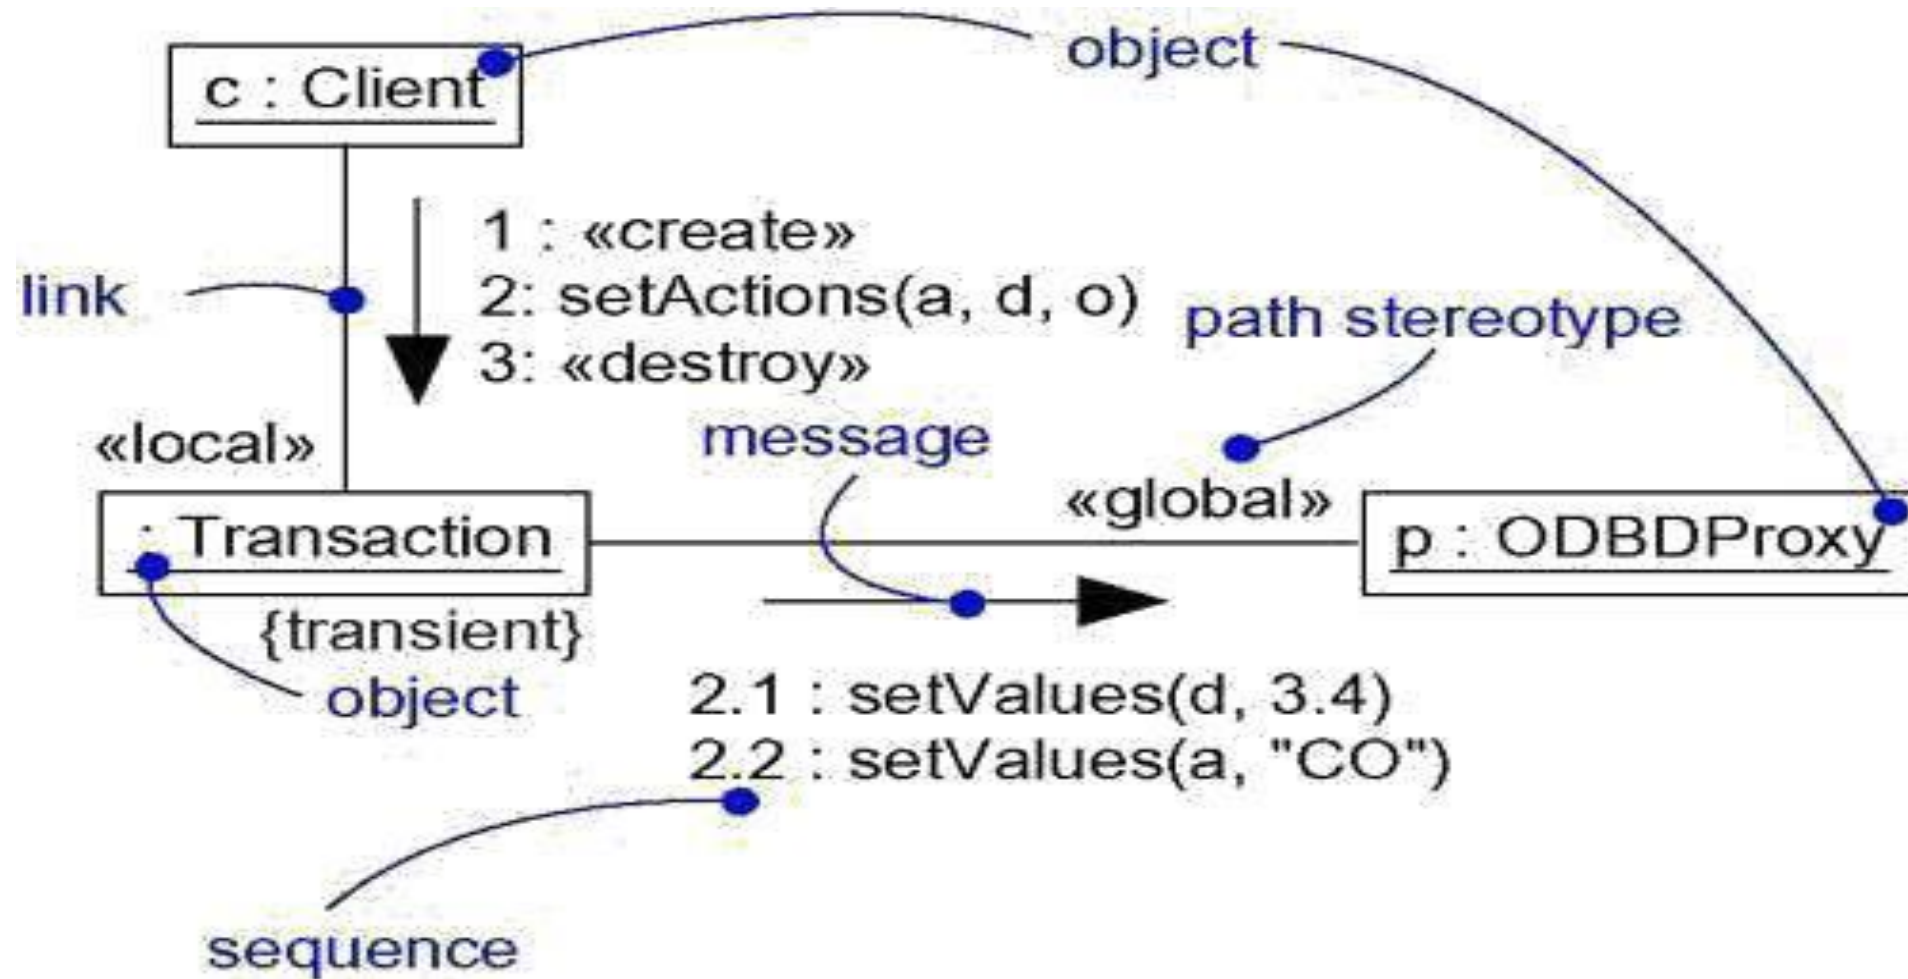 object
c : Client
1 : «create»
link
2: setActions(a, d, o)
path stereotype
3: «destroy»
«local»
message
«global»
: Transaction
p : ODBDProxy
{transient}
object
2.1 : setValues(d, 3.4)
2.2 : setValues(a, "CO")
sequence